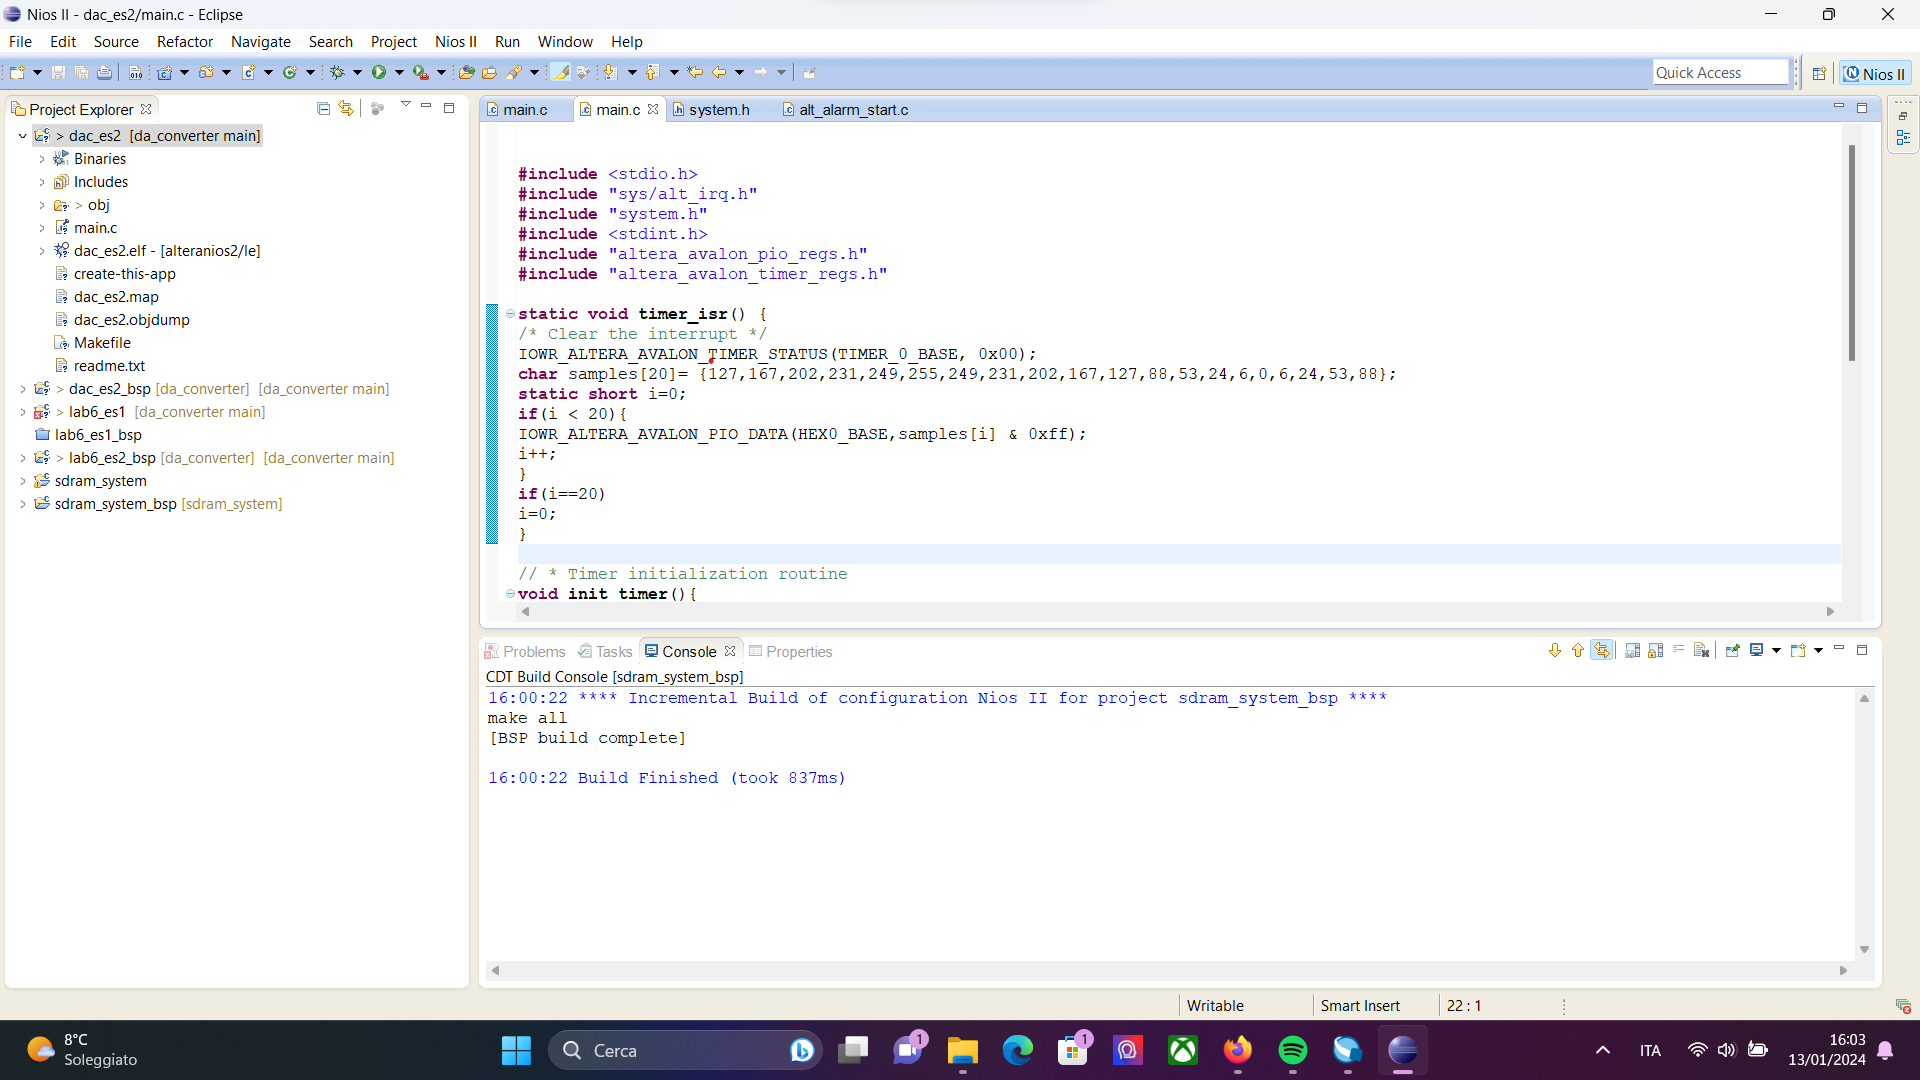 Nios II - dac_es2/main.c - Eclipse
File Edit Source Refactor Navigate Search Project Nios II Run Window Help
Quick Access
Nios II
Project Explorer
> dac_es2 [da_converter main]
Binaries
Includes
> obj
main.c
dac_es2.elf - [alteranios2/le]
create-this-app
dac_es2.map
dac_es2.objdump
Makefile
readme.txt
> dac_es2_bsp [da_converter] [da_converter main]
> lab6_es1 [da_converter main]
lab6_es1_bsp
> lab6_es2_bsp [da_converter] [da_converter main]
sdram_system
sdram_system_bsp [sdram_system]
main.c main.c system.h alt_alarm_start.c
#include <stdio.h>
#include "sys/alt_irq.h"
#include "system.h"
#include <stdint.h>
#include "altera_avalon_pio_regs.h"
#include "altera_avalon_timer_regs.h"
static void timer_isr() {
/* Clear the interrupt */
IOWR_ALTERA_AVALON_TIMER_STATUS(TIMER_0_BASE, 0x00);
char samples[20]= {127,167,202,231,249,255,249,231,202,167,127,88,53,24,6,0,6,24,53,88};
static short i=0;
if(i < 20){
IOWR_ALTERA_AVALON_PIO_DATA(HEX0_BASE,samples[i] & 0xff);
i++;
}
if(i==20)
i=0;
}
// * Timer initialization routine
void init timer(){
Problems Tasks Console Properties
CDT Build Console [sdram_system_bsp]
16:00:22 **** Incremental Build of configuration Nios II for project sdram_system_bsp ****
make all
[BSP build complete]
16:00:22 Build Finished (took 837ms)
Writable Smart Insert 22 : 1
8°C
Soleggiato
Cerca
1
1
ITA
16:03
13/01/2024